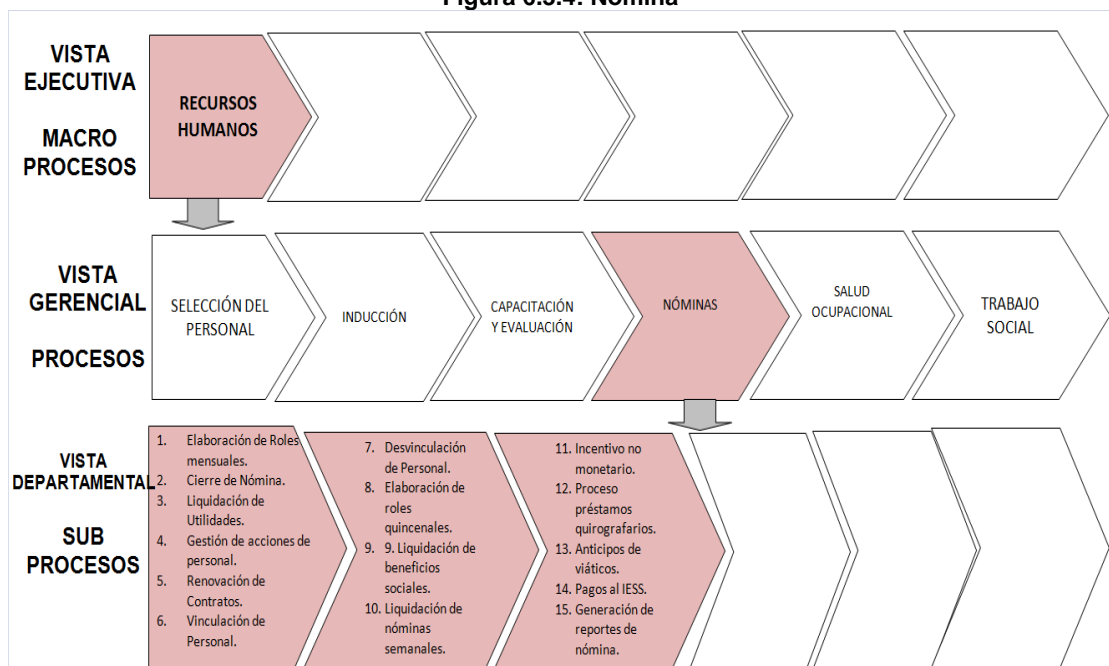 Figura 6.3.4: Nómina
VISTA
EJECUTIVA
MACRO
PROCESOS
RECURSOS
HUMANOS
VISTA
GERENCIAL
PROCESOS
SELECCIÓN DEL
PERSONAL
INDUCCIÓN
CAPACITACIÓN
Y EVALUACIÓN
NÓMINAS
SALUD
OCUPACIONAL
TRABAJO
SOCIAL
VISTA
DEPARTAMENTAL
SUB
PROCESOS
1. Elaboración de Roles
mensuales.
2. Cierre de Nómina.
3. Liquidación de
Utilidades.
4. Gestión de acciones de
personal.
5. Renovación de
Contratos.
6. Vinculación de
Personal.
7. Desvinculación
de Personal.
8. Elaboración de
roles
quincenales.
9. 9. Liquidación de
beneficios
sociales.
10. Liquidación de
nóminas
semanales.
11. Incentivo no
monetario.
12. Proceso
préstamos
quirografarios.
13. Anticipos de
viáticos.
14. Pagos al IESS.
15. Generación de
reportes de
nómina.